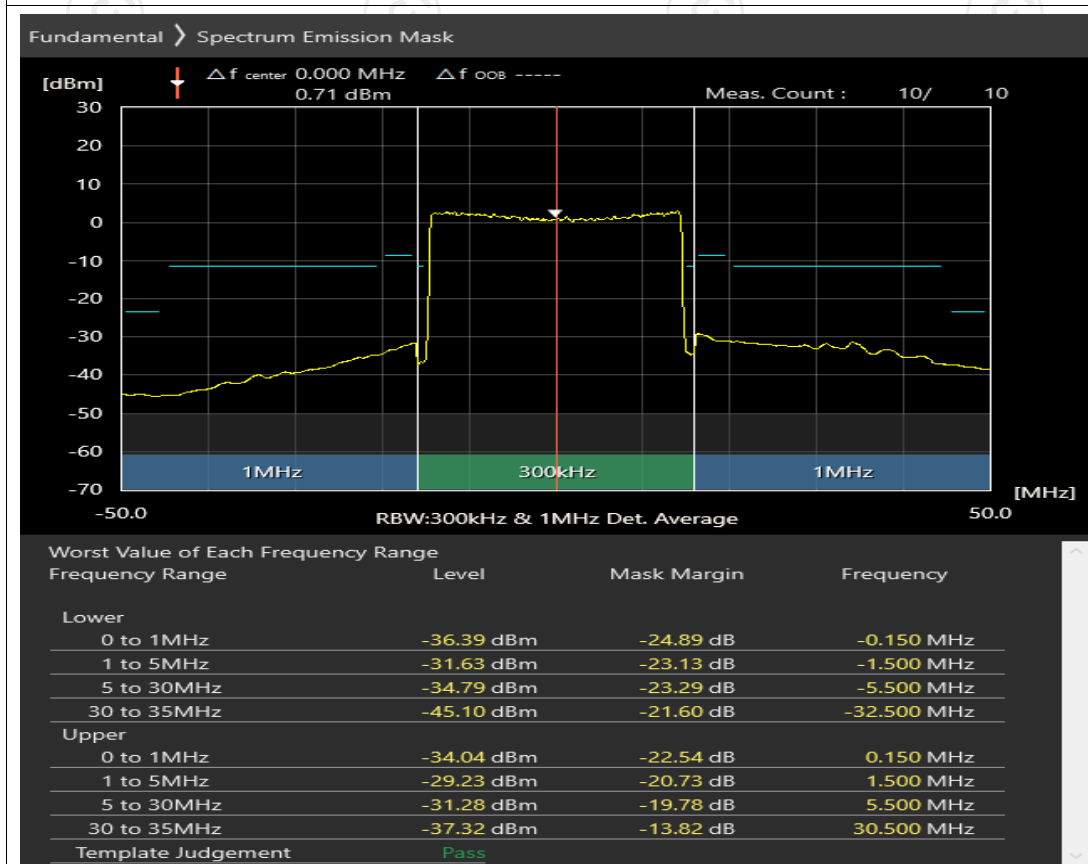 Fundamental ❯ Spectrum Emission Mask
[dBm] Δf center 0.000 MHz Δf OOB -----
0.71 dBm Meas. Count : 10/ 10
30
20
10
0
-10
-20
-30
-40
-50
-60
1MHz 300kHz 1MHz
-70
[MHz]
-50.0 RBW:300kHz & 1MHz Det. Average 50.0
Worst Value of Each Frequency Range
Frequency Range Level Mask Margin Frequency
Lower
0 to 1MHz -36.39 dBm -24.89 dB -0.150 MHz
1 to 5MHz -31.63 dBm -23.13 dB -1.500 MHz
5 to 30MHz -34.79 dBm -23.29 dB -5.500 MHz
30 to 35MHz -45.10 dBm -21.60 dB -32.500 MHz
Upper
0 to 1MHz -34.04 dBm -22.54 dB 0.150 MHz
1 to 5MHz -29.23 dBm -20.73 dB 1.500 MHz
5 to 30MHz -31.28 dBm -19.78 dB 5.500 MHz
30 to 35MHz -37.32 dBm -13.82 dB 30.500 MHz
Template Judgement Pass